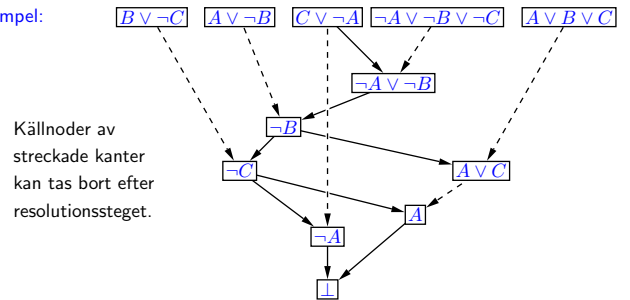 mpel:
B ∨ ¬C A ∨ ¬B C ∨ ¬A ¬A ∨ ¬B ∨ ¬C A ∨ B ∨ C
¬A ∨ ¬B
Källnoder av
streckade kanter
kan tas bort efter
resolutionssteget.
¬B
¬C A ∨ C
A
¬A
⊥